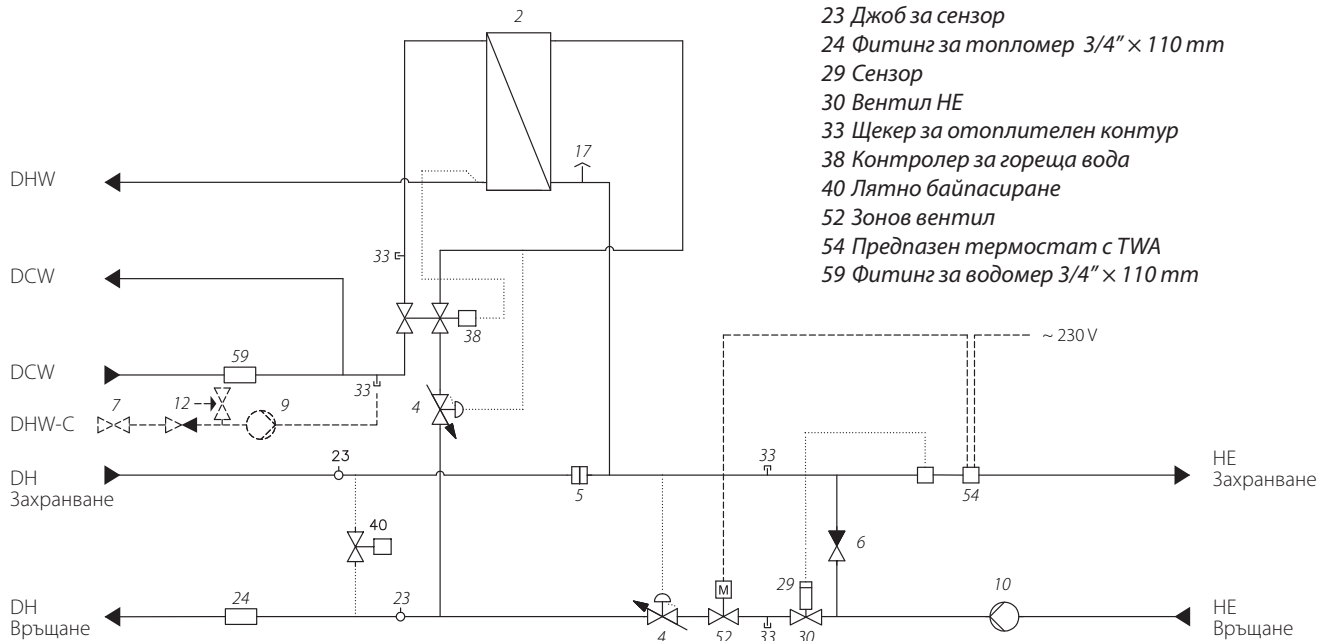 2
23 Джоб за сензор
24 Фитинг за топломер 3/4” × 110 mm
29 Сензор
30 Вентил HE
33 Щекер за отоплителен контур
38 Контролер за гореща вода
40 Лятно байпасиране
52 Зонов вентил
54 Предпазен термостат с TWA
59 Фитинг за водомер 3/4” × 110 mm
17
DHW
33
DCW
38
~ 230 V
59
DCW
33
7
12
9
4
DHW-C
23
33
DH
Захранване
5
54
HE
Захранване
40
6
M
29
10
24
23
DH
Връщане
4
52
33
30
HE
Връщане